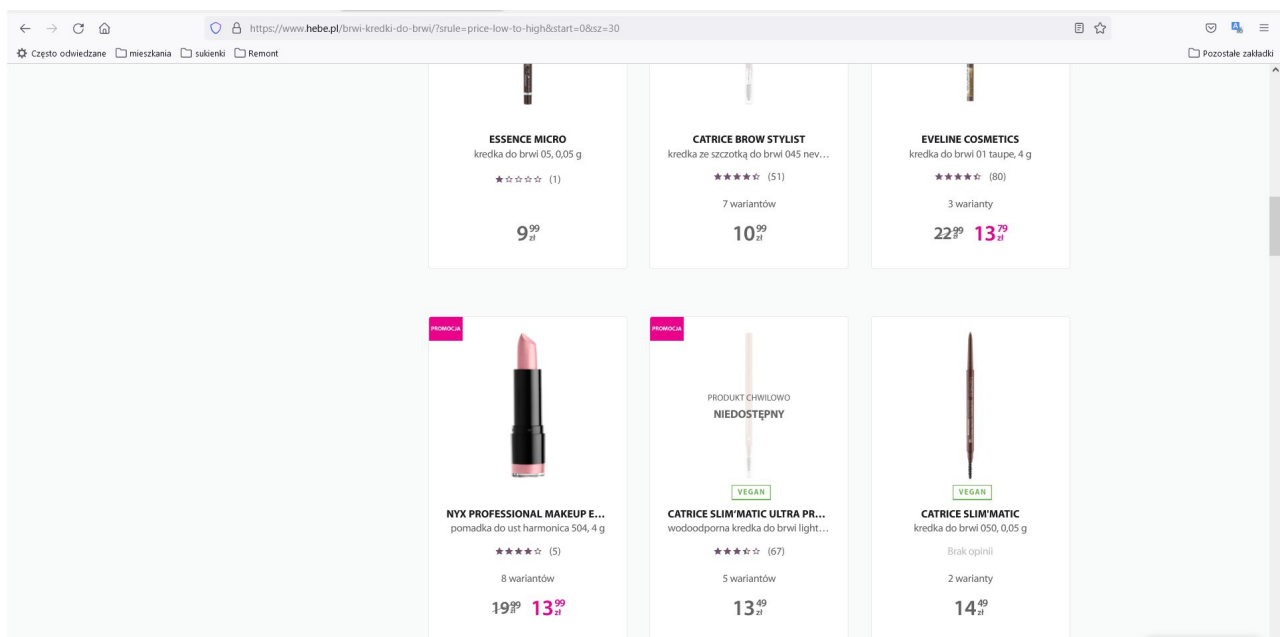 https://www.hebe.pl/brwi-kredki-do-brwi/?srule=price-low-to-high&start=0&sz=30
Często odwiedzane mieszkania sukienki Remont Pozostałe zakładki
ESSENCE MICRO
kredka do brwi 05, 0,05 g
(1)
9,99 zł
CATRICE BROW STYLIST
kredka ze szczotką do brwi 045 nev…
(51)
7 wariantów
10,99 zł
EVELINE COSMETICS
kredka do brwi 01 taupe, 4 g
(80)
3 warianty
22,99 zł 13,79 zł
PROMOCJA
NYX PROFESSIONAL MAKEUP E…
pomadka do ust harmonica 504, 4 g
(5)
8 wariantów
19,99 zł 13,99 zł
PROMOCJA
PRODUKT CHWILOWO
NIEDOSTĘPNY
VEGAN
CATRICE SLIM'MATIC ULTRA PR…
wodoodporna kredka do brwi light…
(67)
5 wariantów
13,49 zł
VEGAN
CATRICE SLIM'MATIC
kredka do brwi 050, 0,05 g
Brak opinii
2 warianty
14,49 zł